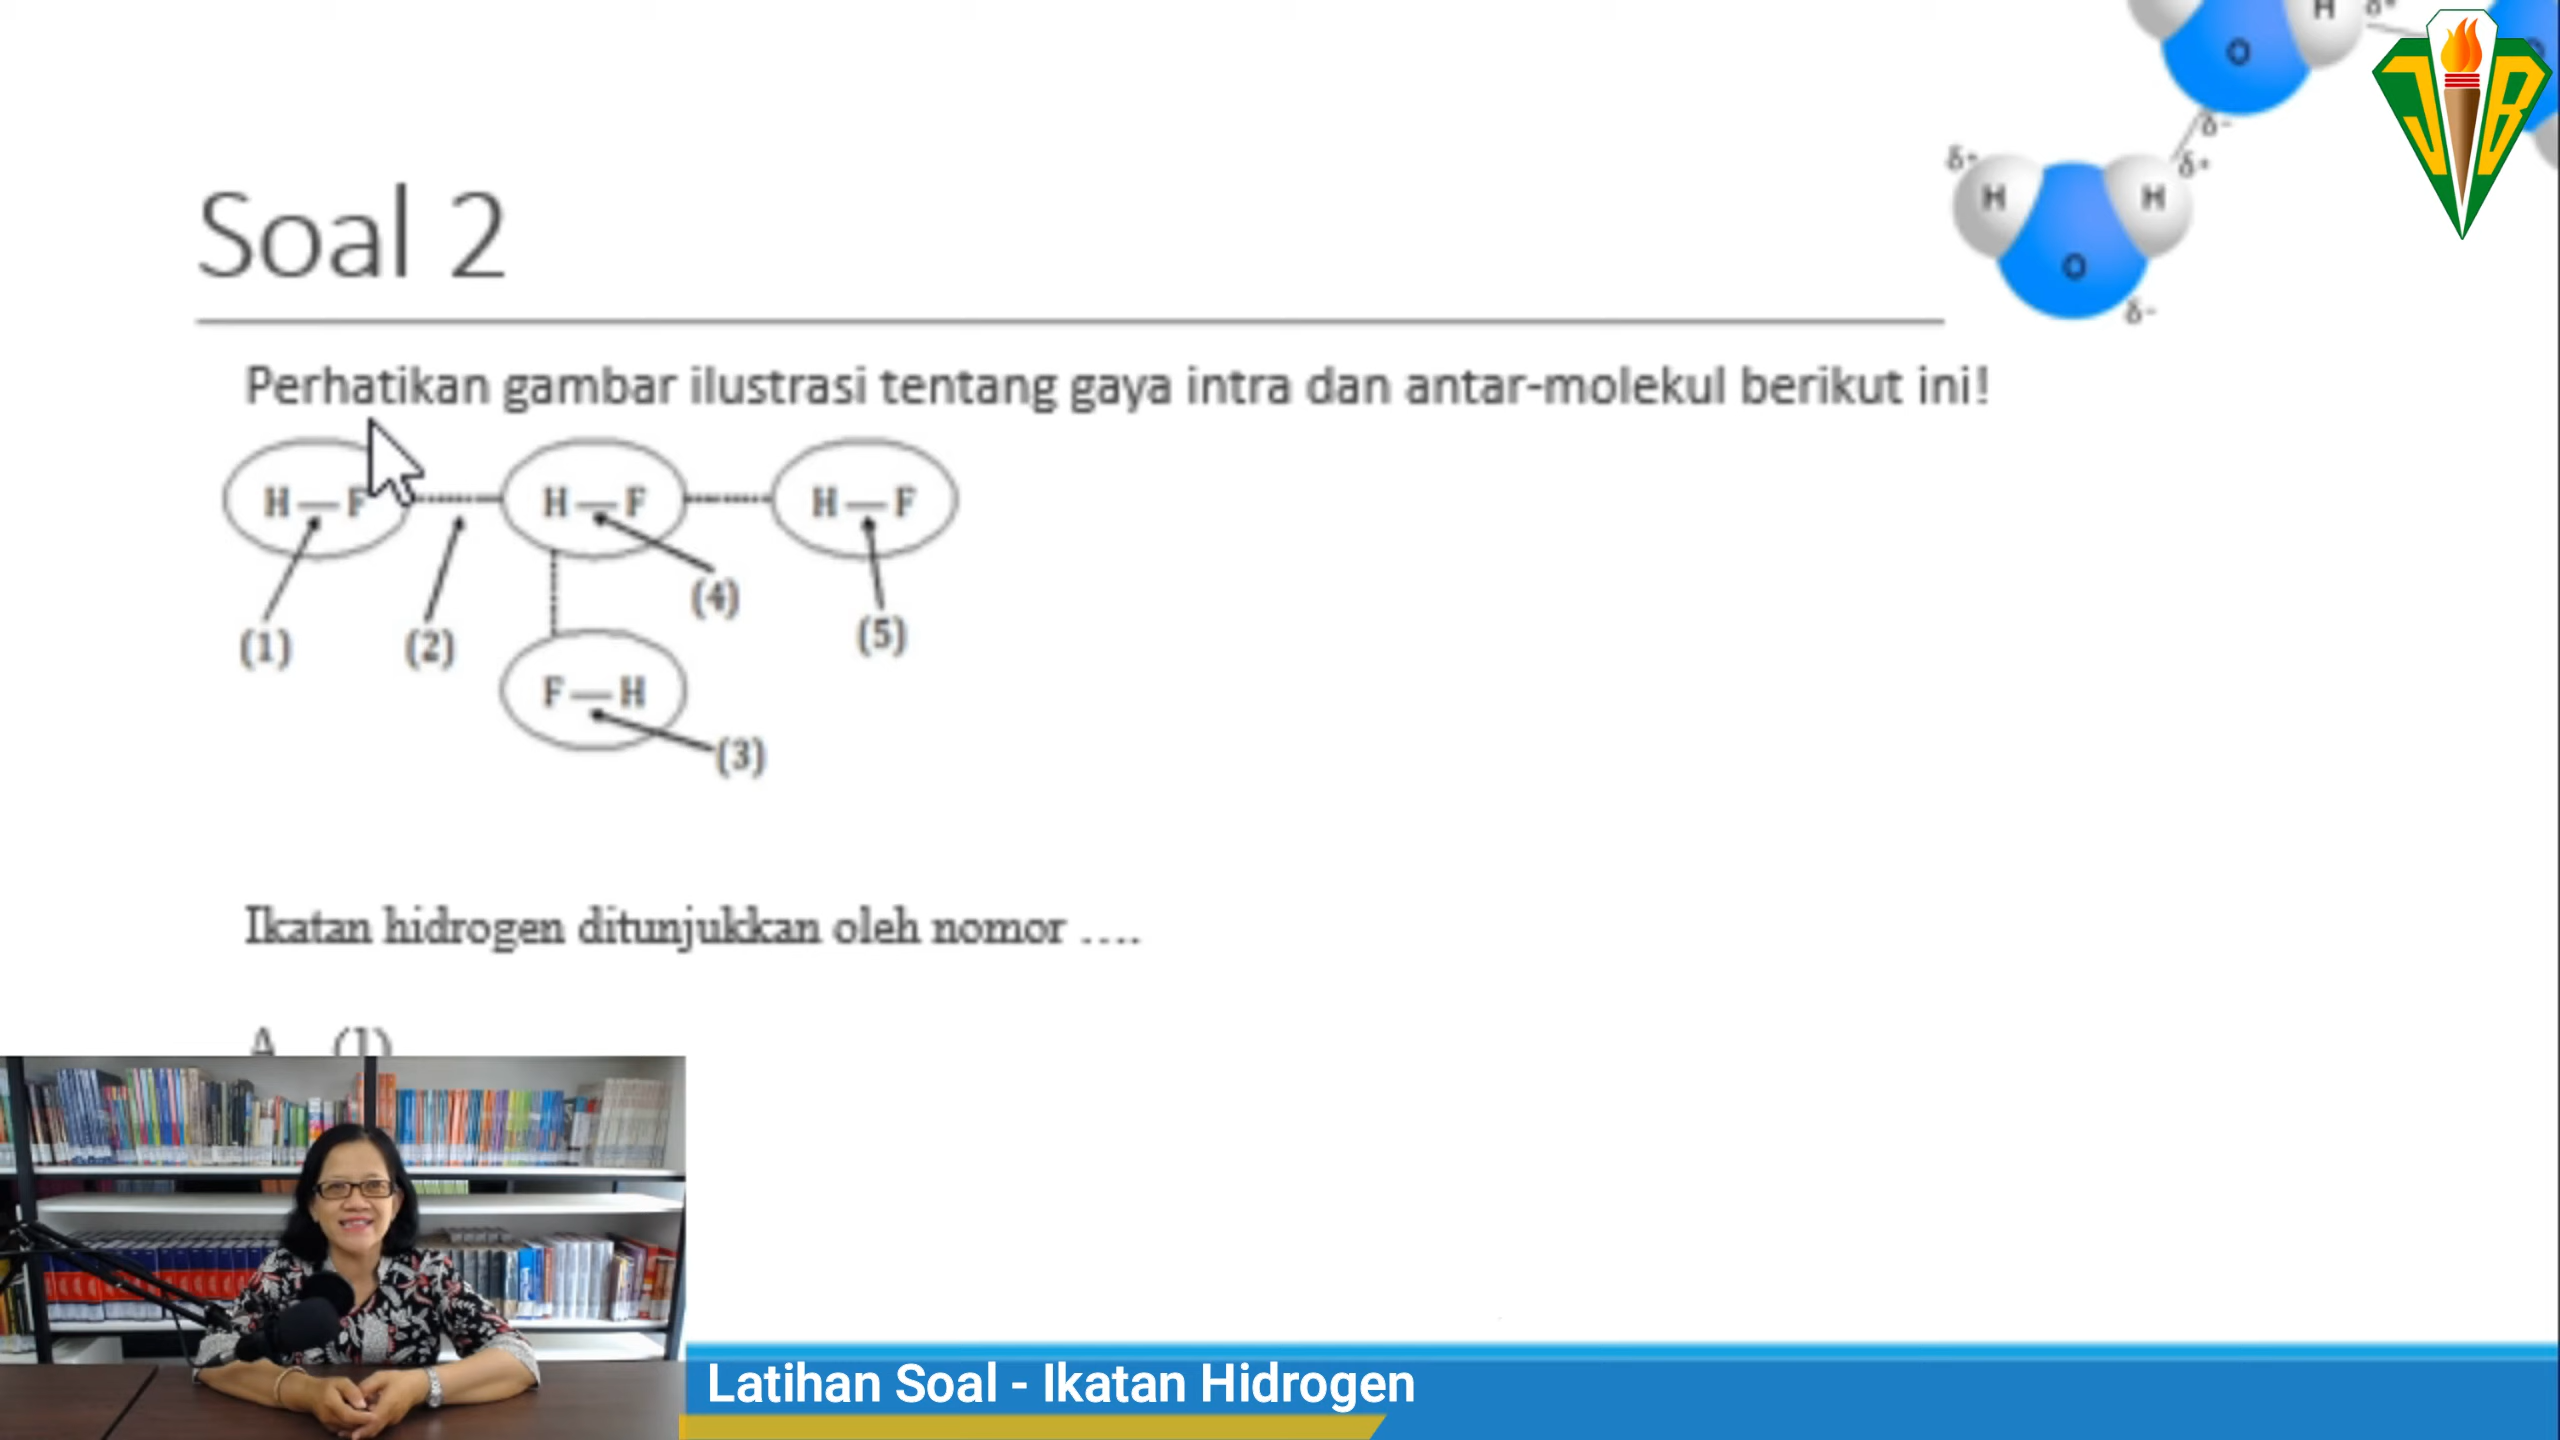 H δ+
O O
δ-
δ+ δ+
H H
O
δ-
JB
Soal 2
Perhatikan gambar ilustrasi tentang gaya intra dan antar-molekul berikut ini!
H — F H — F H — F
(4)
(1) (2) (5)
F — H
(3)
Ikatan hidrogen ditunjukkan oleh nomor ....
A. (1)
Latihan Soal - Ikatan Hidrogen